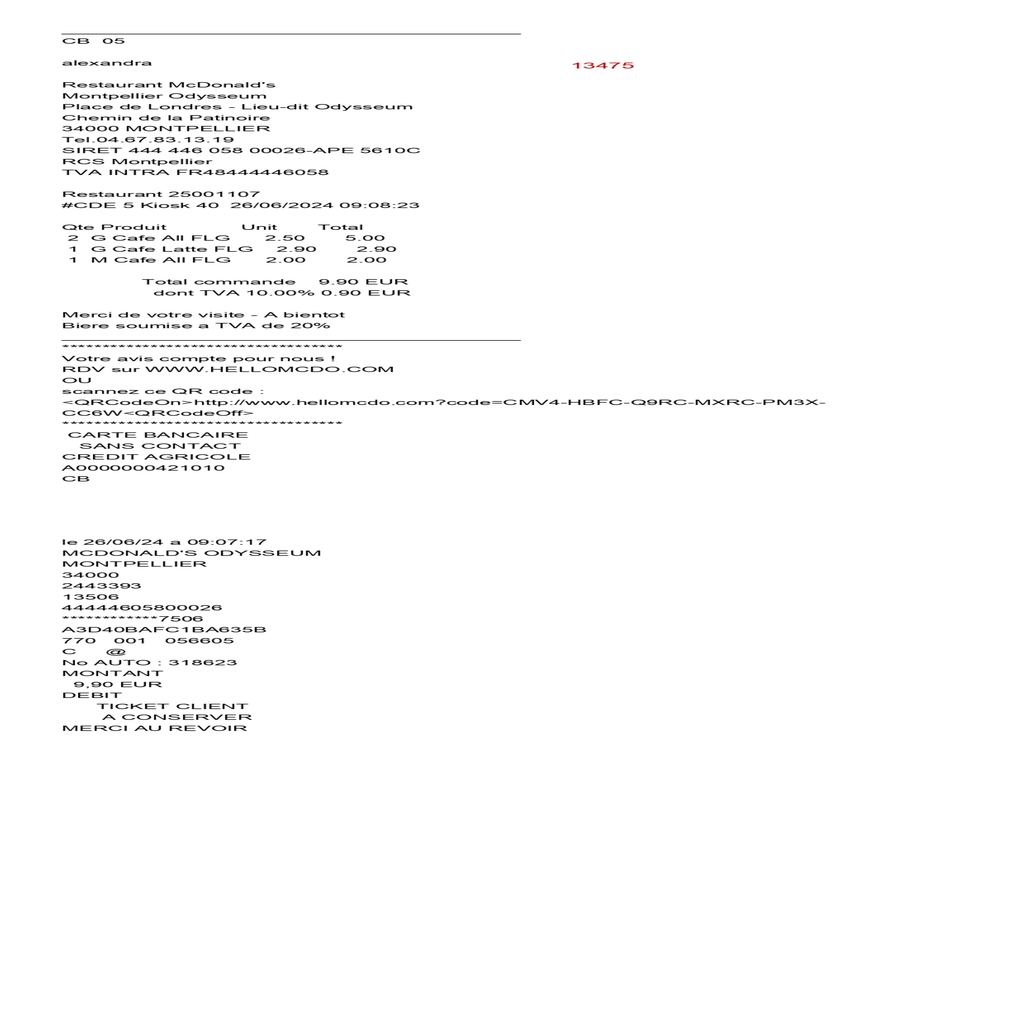 CB 05
alexandra
13475
Restaurant McDonald's
Montpellier Odysseum
Place de Londres - Lieu-dit Odysseum
Chemin de la Patinoire
34000 MONTPELLIER
Tel.04.67.83.13.19
SIRET 444 446 058 00026-APE 5610C
RCS Montpellier
TVA INTRA FR48444446058
Restaurant 25001107
#CDE 5 Kiosk 40 26/06/2024 09:08:23
Qte Produit Unit Total
2 G Cafe All FLG 2.50 5.00
1 G Cafe Latte FLG 2.90 2.90
1 M Cafe All FLG 2.00 2.00
Total commande 9.90 EUR
dont TVA 10.00% 0.90 EUR
Merci de votre visite - A bientot
Biere soumise a TVA de 20%
***********************************
Votre avis compte pour nous !
RDV sur WWW.HELLOMCDO.COM
OU
scannez ce QR code :
<QRCodeOn>http://www.hellomcdo.com?code=CMV4-HBFC-Q9RC-MXRC-PM3X-
CC6W<QRCodeOff>
***********************************
CARTE BANCAIRE
SANS CONTACT
CREDIT AGRICOLE
A0000000421010
CB
le 26/06/24 a 09:07:17
MCDONALD'S ODYSSEUM
MONTPELLIER
34000
2443393
13506
44444605800026
************7506
A3D40BAFC1BA635B
770 001 056605
C @
No AUTO : 318623
MONTANT
9,90 EUR
DEBIT
TICKET CLIENT
A CONSERVER
MERCI AU REVOIR